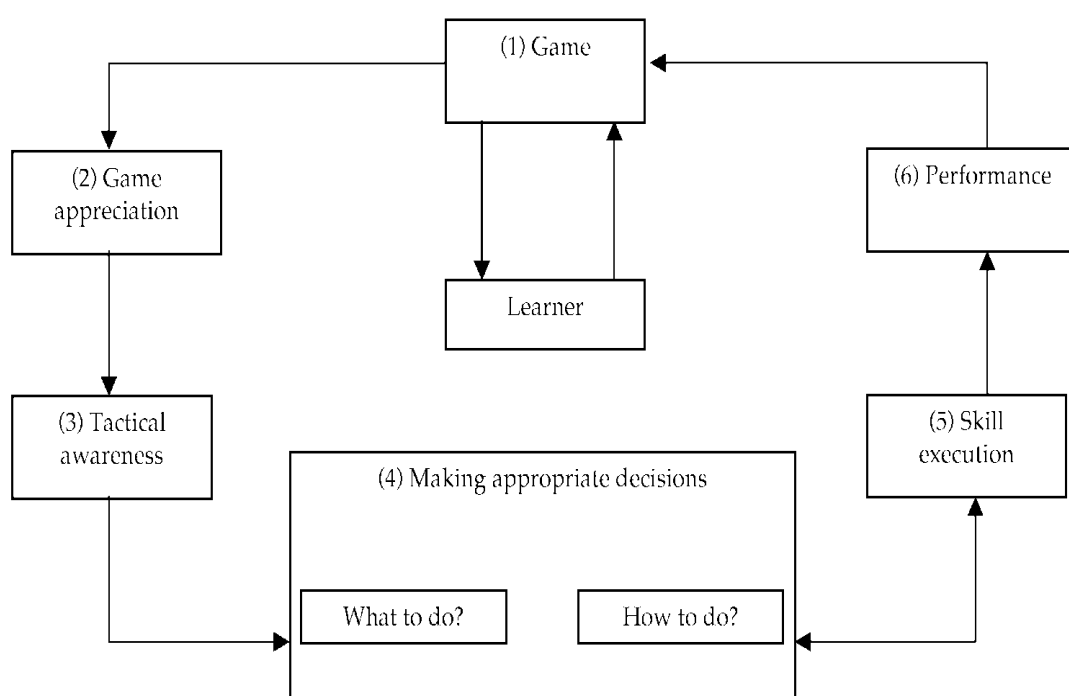 (1) Game
(2) Game
appreciation
(6) Performance
Learner
(3) Tactical
awareness
(5) Skill
execution
(4) Making appropriate decisions
What to do?
How to do?